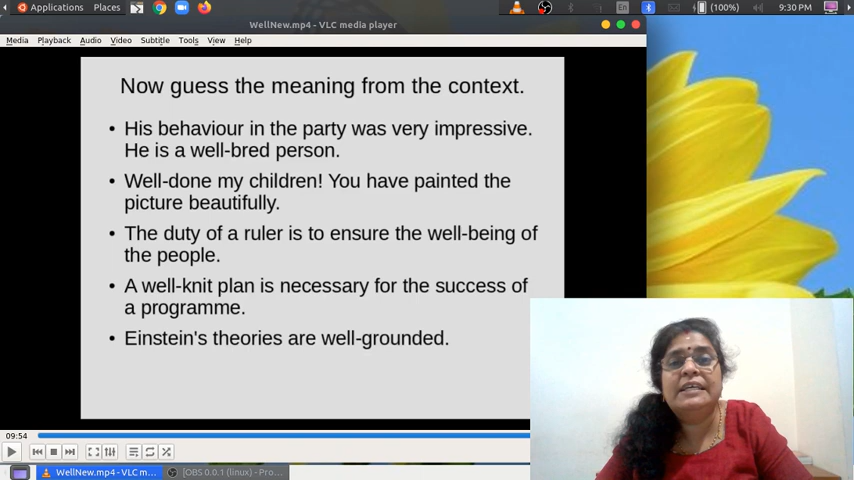 Applications Places En (100%) 9:30 PM
WellNew.mp4 - VLC media player
Media Playback Audio Video Subtitle Tools View Help
Now guess the meaning from the context.
• His behaviour in the party was very impressive.
He is a well-bred person.
• Well-done my children! You have painted the
picture beautifully.
• The duty of a ruler is to ensure the well-being of
the people.
• A well-knit plan is necessary for the success of
a programme.
• Einstein's theories are well-grounded.
09:54
WellNew.mp4 - VLC m... [OBS 0.0.1 (linux) - Pro...